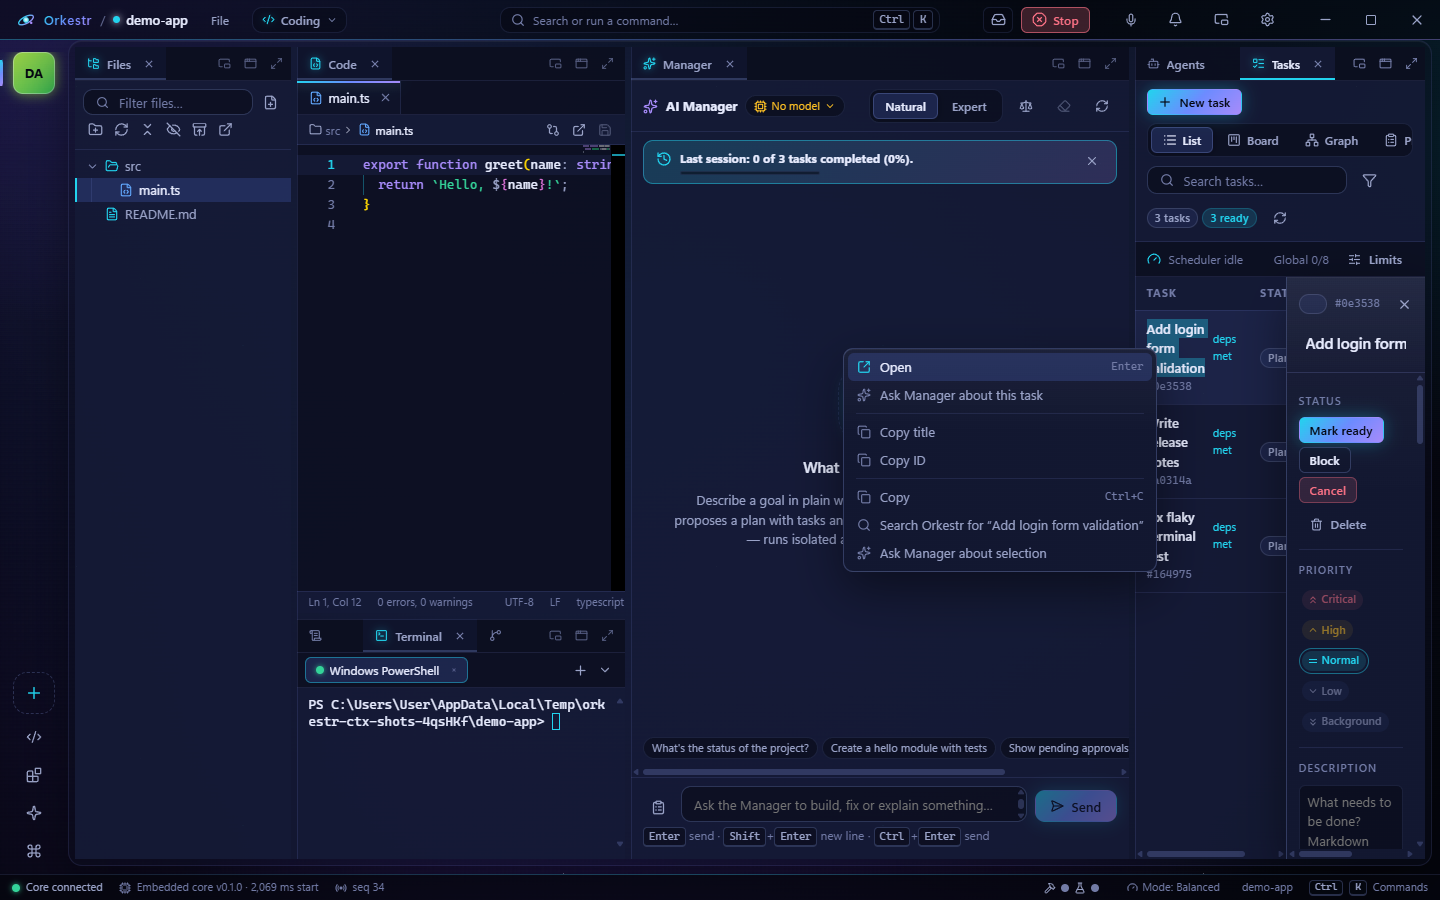 Orkestr / demo-app File Coding Search or run a command... Ctrl K Stop
DA
Files
Filter files...
src
main.ts
README.md
Code
main.ts
src > main.ts
1 export function greet(name: strin
2 return `Hello, ${name}!`;
3 }
4
Ln 1, Col 12 0 errors, 0 warnings UTF-8 LF typescript
Terminal
Windows PowerShell
PS C:\Users\User\AppData\Local\Temp\ork
estr-ctx-shots-4qsHKf\demo-app>
Manager
AI Manager No model Natural Expert
Last session: 0 of 3 tasks completed (0%).
What
Describe a goal in plain w
proposes a plan with tasks an
— runs isolated a
Open Enter
Ask Manager about this task
Copy title
Copy ID
Copy Ctrl+C
Search Orkestr for “Add login form validation”
Ask Manager about selection
What's the status of the project? Create a hello module with tests Show pending approvals
Ask the Manager to build, fix or explain something... Send
Enter send · Shift + Enter new line · Ctrl + Enter send
Agents Tasks
New task
List Board Graph P
Search tasks...
3 tasks 3 ready
Scheduler idle Global 0/8 Limits
TASK STAT
Add login
form
validation
deps
met
Plan
0e3538
deps
met
Plan
deps
met
Plan
#164975
#0e3538
Add login form
STATUS
Mark ready
Block
Cancel
Delete
PRIORITY
Critical
High
Normal
Low
Background
DESCRIPTION
What needs to
be done?
Markdown
Core connected Embedded core v0.1.0 · 2,069 ms start seq 34 Mode: Balanced demo-app Ctrl K Commands